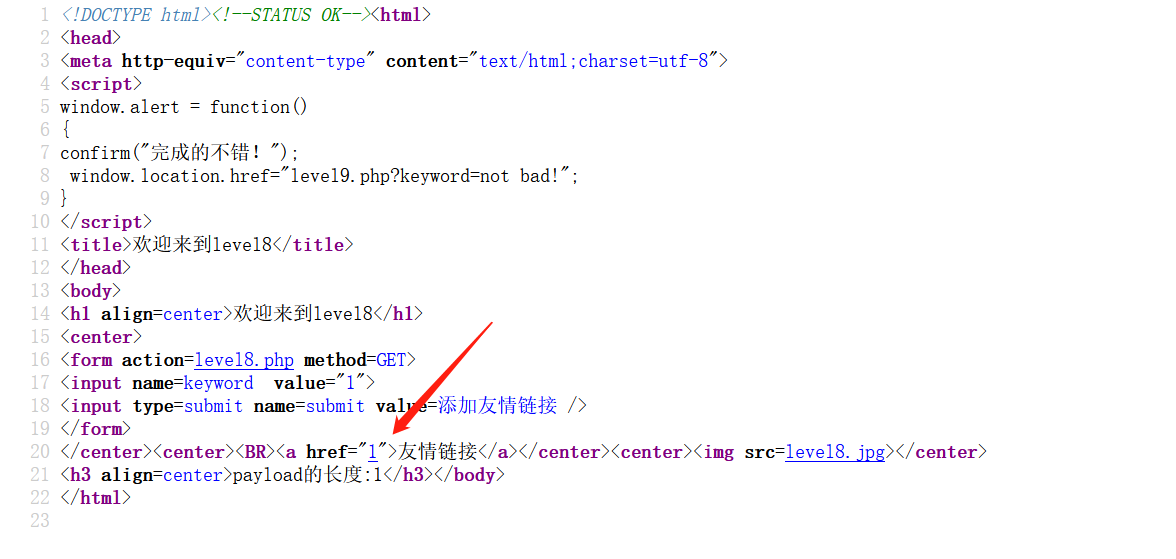 1 <!DOCTYPE html><!--STATUS OK--><html>
2 <head>
3 <meta http-equiv="content-type" content="text/html;charset=utf-8">
4 <script>
5 window.alert = function()
6 {
7 confirm("完成的不错！");
8  window.location.href="level9.php?keyword=not bad!";
9 }
10 </script>
11 <title>欢迎来到level8</title>
12 </head>
13 <body>
14 <h1 align=center>欢迎来到level8</h1>
15 <center>
16 <form action=level8.php method=GET>
17 <input name=keyword  value="1">
18 <input type=submit name=submit value=添加友情链接 />
19 </form>
20 </center><center><BR><a href="1">友情链接</a></center><center><img src=level8.jpg></center>
21 <h3 align=center>payload的长度:1</h3></body>
22 </html>
23